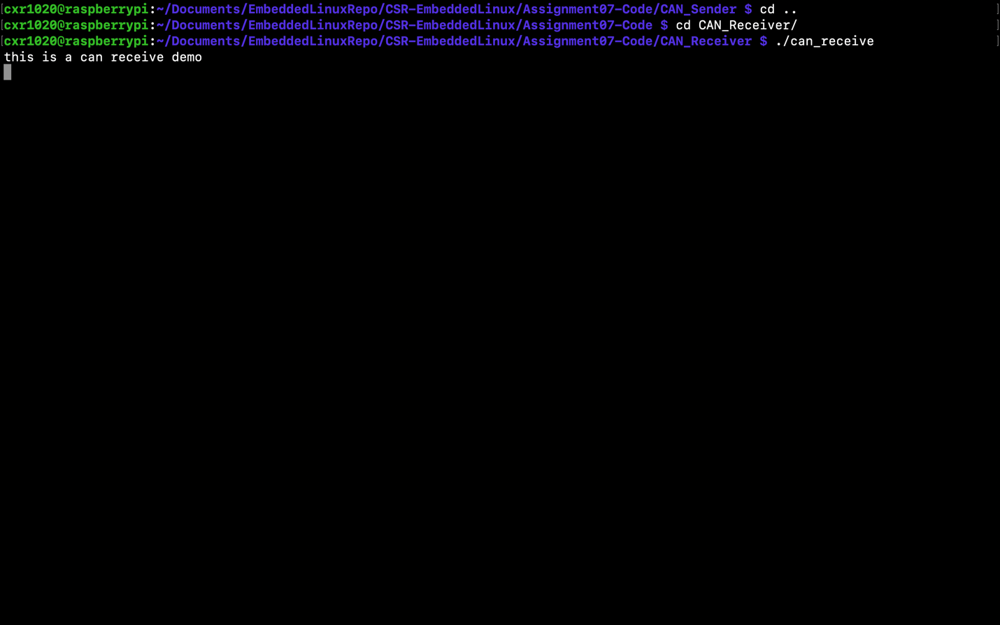 [cxr1020@raspberrypi:~/Documents/EmbeddedLinuxRepo/CSR-EmbeddedLinux/Assignment07-Code/CAN_Sender $ cd .. ]
[cxr1020@raspberrypi:~/Documents/EmbeddedLinuxRepo/CSR-EmbeddedLinux/Assignment07-Code $ cd CAN_Receiver/ ]
[cxr1020@raspberrypi:~/Documents/EmbeddedLinuxRepo/CSR-EmbeddedLinux/Assignment07-Code/CAN_Receiver $ ./can_receive ]
this is a can receive demo